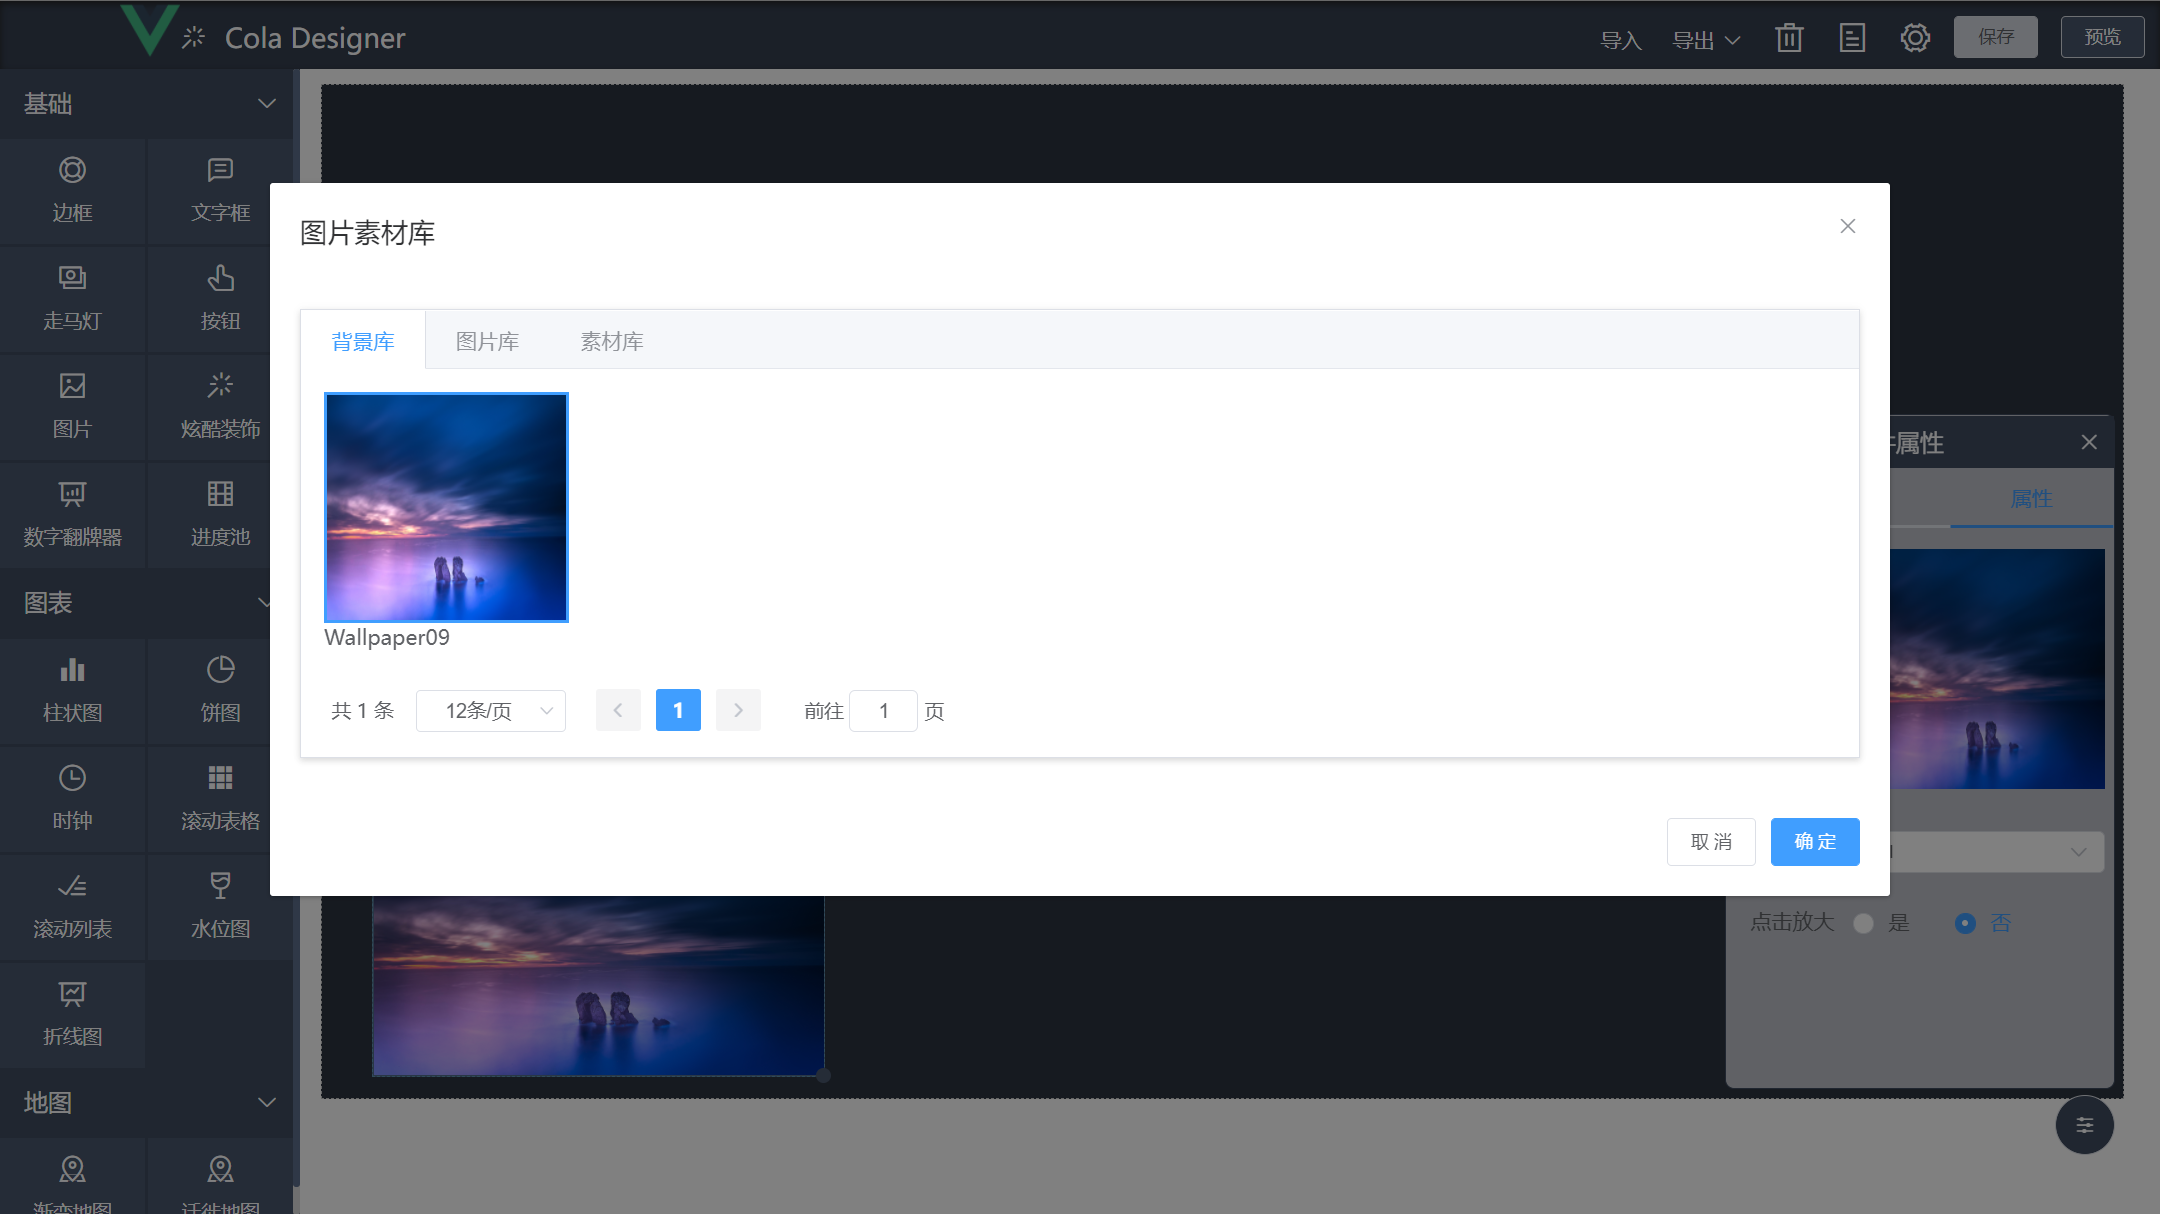 Cola Designer
导入
导出
保存
预览
基础
边框
文字框
走马灯
按钮
图片
炫酷装饰
数字翻牌器
进度池
图表
柱状图
饼图
时钟
滚动表格
滚动列表
水位图
折线图
地图
渐变地图
迁徙地图
图片素材库
背景库
图片库
素材库
Wallpaper09
共 1 条
12条/页
1
前往 1 页
取 消
确 定
属性
属性
点击放大
是
否